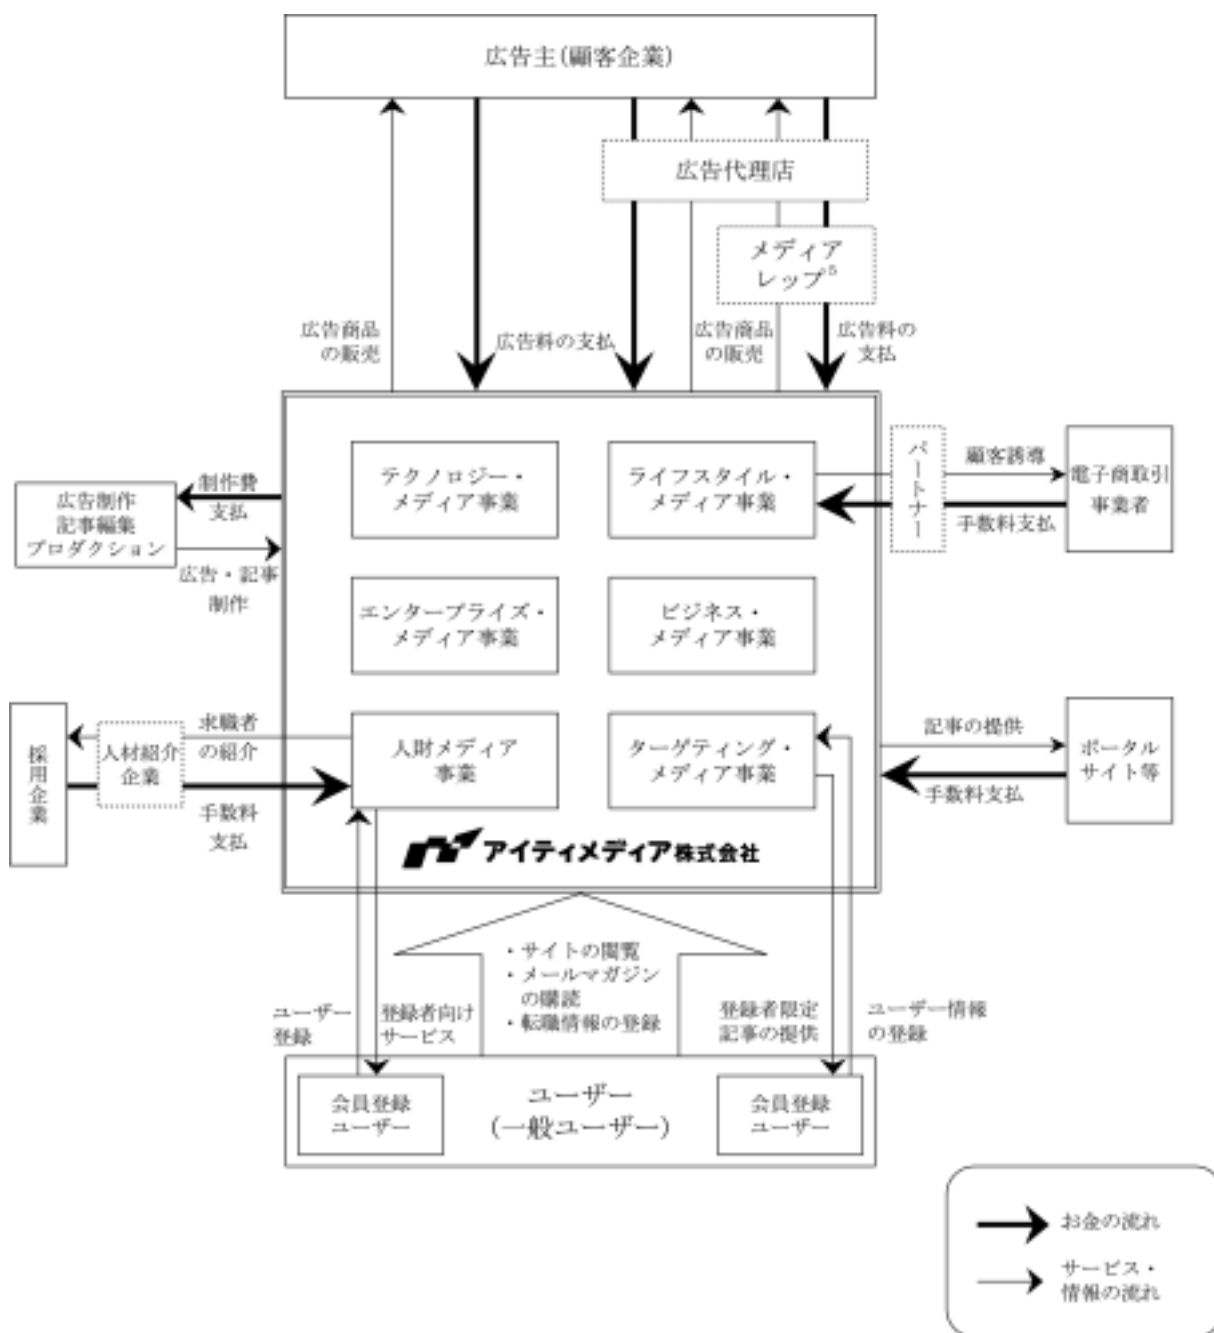 広告主(顧客企業)
広告代理店
メディア
レップ5
広告商品
の販売
広告料の支払
広告商品
の販売
広告料の
支払
テクノロジー・
メディア事業
ライフスタイル・
メディア事業
パートナー
顧客誘導
手数料支払
電子商取引
事業者
制作費
支払
広告制作
記事編集
プロダクション
広告・記事
制作
エンタープライズ・
メディア事業
ビジネス・
メディア事業
採用企業
人材紹介
企業
求職者
の紹介
手数料
支払
人財メディア
事業
ターゲティング・
メディア事業
記事の提供
手数料支払
ポータル
サイト等
アイティメディア株式会社
・サイトの閲覧
・メールマガジン
の購読
・転職情報の登録
ユーザー
登録
登録者向け
サービス
登録者限定
記事の提供
ユーザー情報
の登録
会員登録
ユーザー
ユーザー
(一般ユーザー)
会員登録
ユーザー
お金の流れ
サービス・
情報の流れ